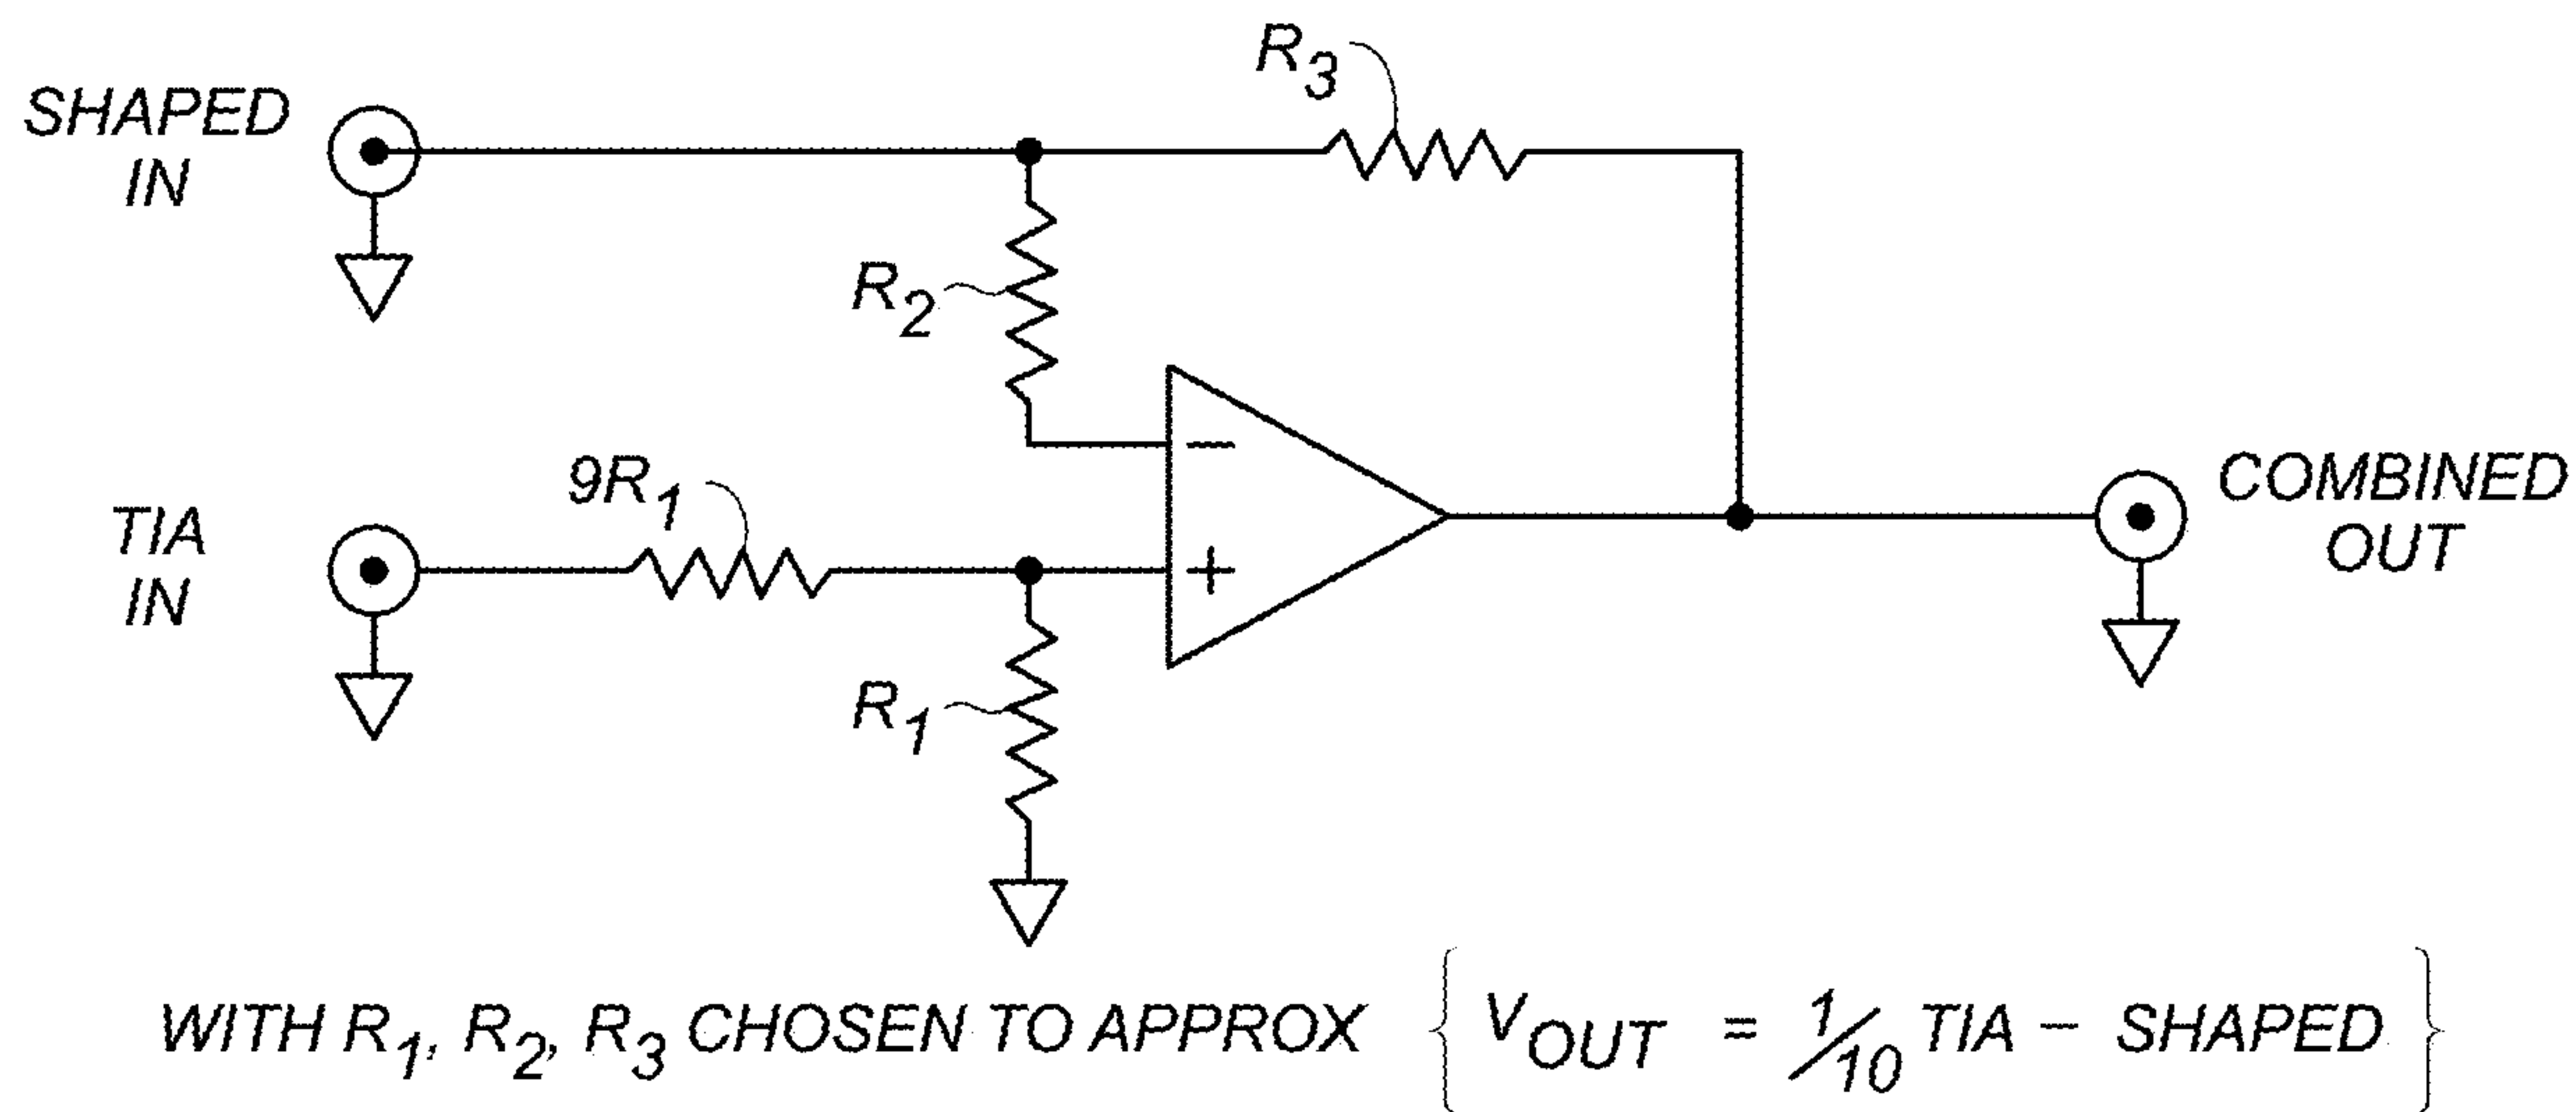 R3
SHAPED
IN
R2
9R1
TIA
IN
−
+
COMBINED
OUT
R1
WITH R1, R2, R3 CHOSEN TO APPROX { VOUT = 1/10 TIA − SHAPED }